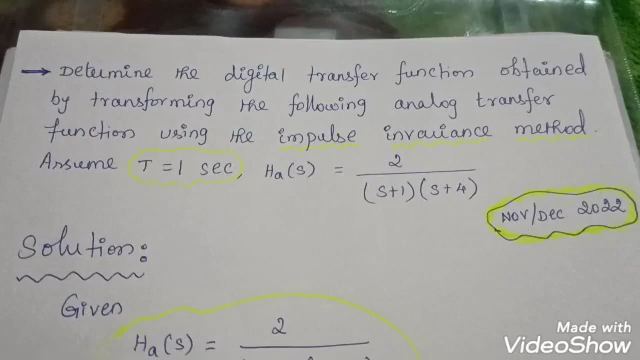 → Determine the digital transfer function obtained
by transforming the following analog transfer
function using the impulse invariance method.
Assume T = 1 sec, Ha(s) = 2 / (s+1)(s+4)
NOV/DEC 2022
Solution:
Given
Ha(s) = 2
Made with
VideoShow